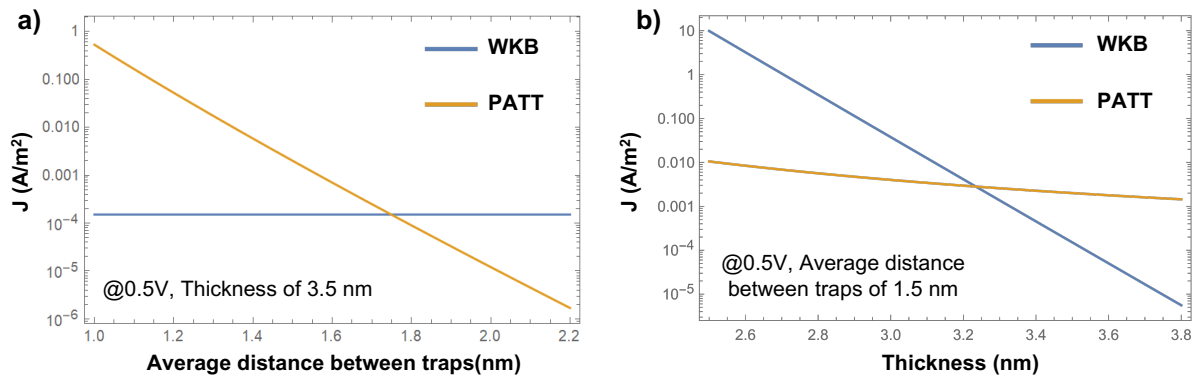 a)
1
0.100
0.010
0.001
10⁻⁴
10⁻⁵
10⁻⁶
J (A/m²)
WKB
PATT
@0.5V, Thickness of 3.5 nm
1.0
1.2
1.4
1.6
1.8
2.0
2.2
Average distance between traps(nm)
b)
10
1
0.100
0.010
0.001
10⁻⁴
10⁻⁵
J (A/m²)
WKB
PATT
@0.5V, Average distance
between traps of 1.5 nm
2.6
2.8
3.0
3.2
3.4
3.6
3.8
Thickness (nm)